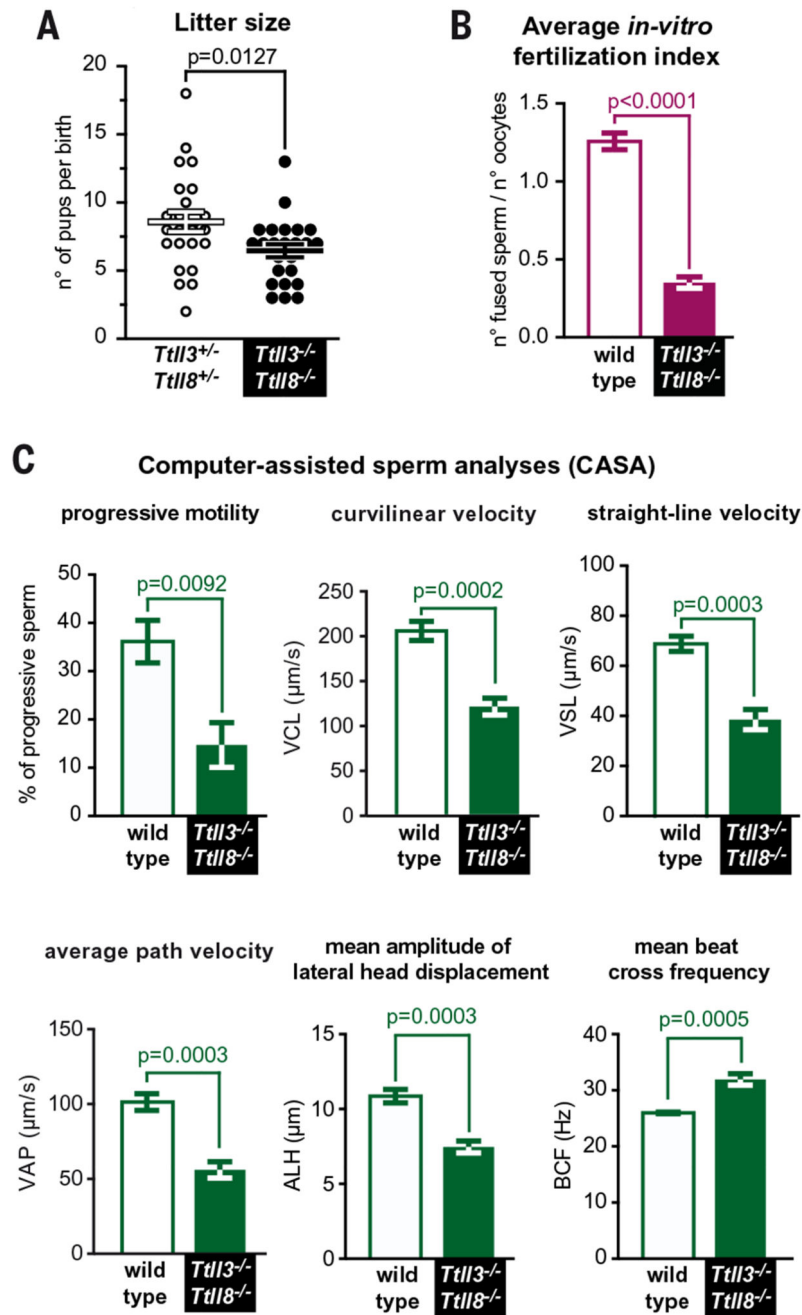 A
Litter size
p=0.0127
20
15
10
5
0
n° of pups per birth
Ttll3+/-
Ttll8+/-
Ttll3-/-
Ttll8-/-
B
Average in-vitro
fertilization index
p<0.0001
1.5
1.0
0.5
0.0
n° fused sperm / n° oocytes
wild
type
Ttll3-/-
Ttll8-/-
C
Computer-assisted sperm analyses (CASA)
progressive motility
p=0.0092
50
40
30
20
10
0
% of progressive sperm
wild
type
Ttll3-/-
Ttll8-/-
curvilinear velocity
p=0.0002
250
200
150
100
50
0
VCL (µm/s)
wild
type
Ttll3-/-
Ttll8-/-
straight-line velocity
p=0.0003
100
80
60
40
20
0
VSL (µm/s)
wild
type
Ttll3-/-
Ttll8-/-
average path velocity
p=0.0003
150
100
50
0
VAP (µm/s)
wild
type
Ttll3-/-
Ttll8-/-
mean amplitude of
lateral head displacement
p=0.0003
15
10
5
0
ALH (µm)
wild
type
Ttll3-/-
Ttll8-/-
mean beat
cross frequency
p=0.0005
40
30
20
10
0
BCF (Hz)
wild
type
Ttll3-/-
Ttll8-/-